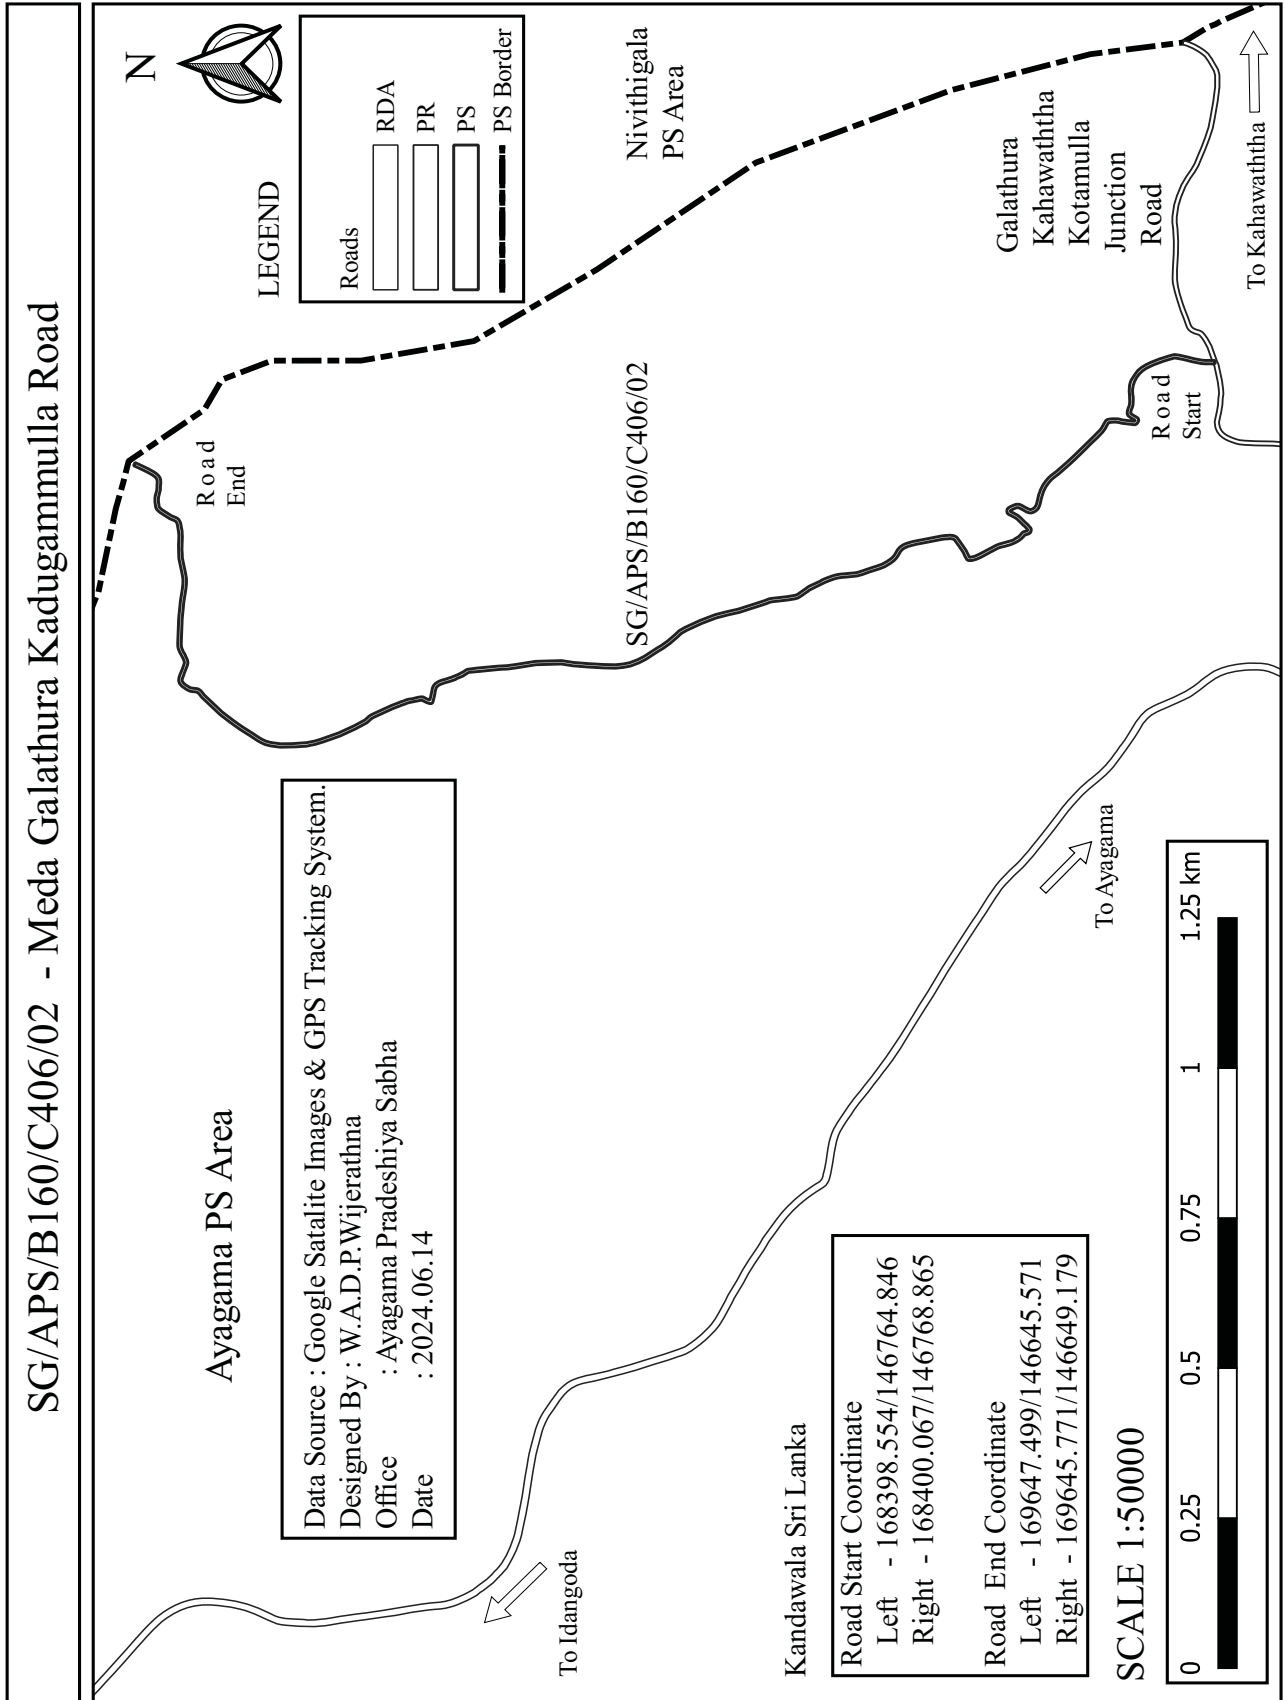 SG/APS/B160/C406/02 - Meda Galathura Kadugammulla Road
N
LEGEND
Roads
RDA
PR
PS
PS Border
Ayagama PS Area
Road
End
Data Source : Google Satalite Images & GPS Tracking System.
Designed By : W.A.D.P.Wijerathna
Office : Ayagama Pradeshiya Sabha
Date : 2024.06.14
Nivithigala
PS Area
SG/APS/B160/C406/02
To Idangoda
Galathura
Kahawaththa
Kotamulla
Junction
Road
Kandawala Sri Lanka
Road Start Coordinate
Left - 168398.554/146764.846
Right - 168400.067/146768.865
Road End Coordinate
Left - 169647.499/146645.571
Right - 169645.771/146649.179
To Ayagama
Road
Start
To Kahawaththa
SCALE 1:50000
0 0.25 0.5 0.75 1 1.25 km